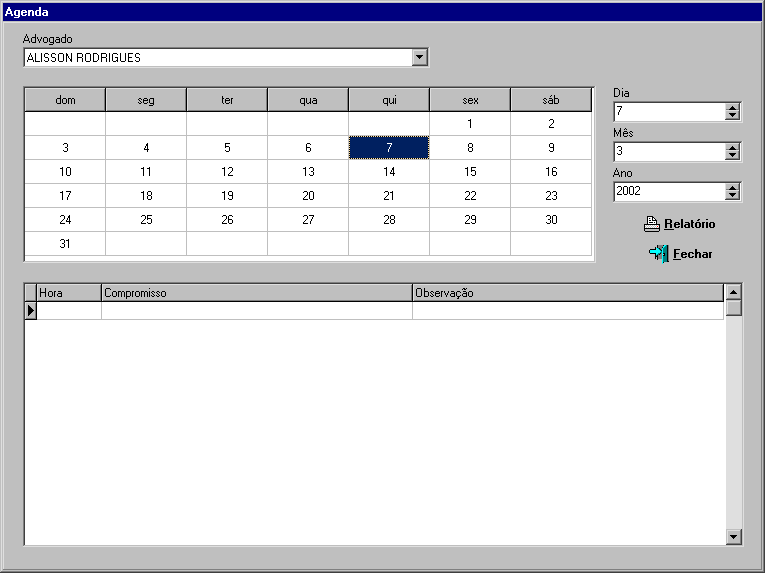 Agenda
Advogado
ALISSON RODRIGUES
dom seg ter qua qui sex sáb
1 2
3 4 5 6 7 8 9
10 11 12 13 14 15 16
17 18 19 20 21 22 23
24 25 26 27 28 29 30
31
Dia
7
Mês
3
Ano
2002
Relatório
Fechar
Hora Compromisso Observação